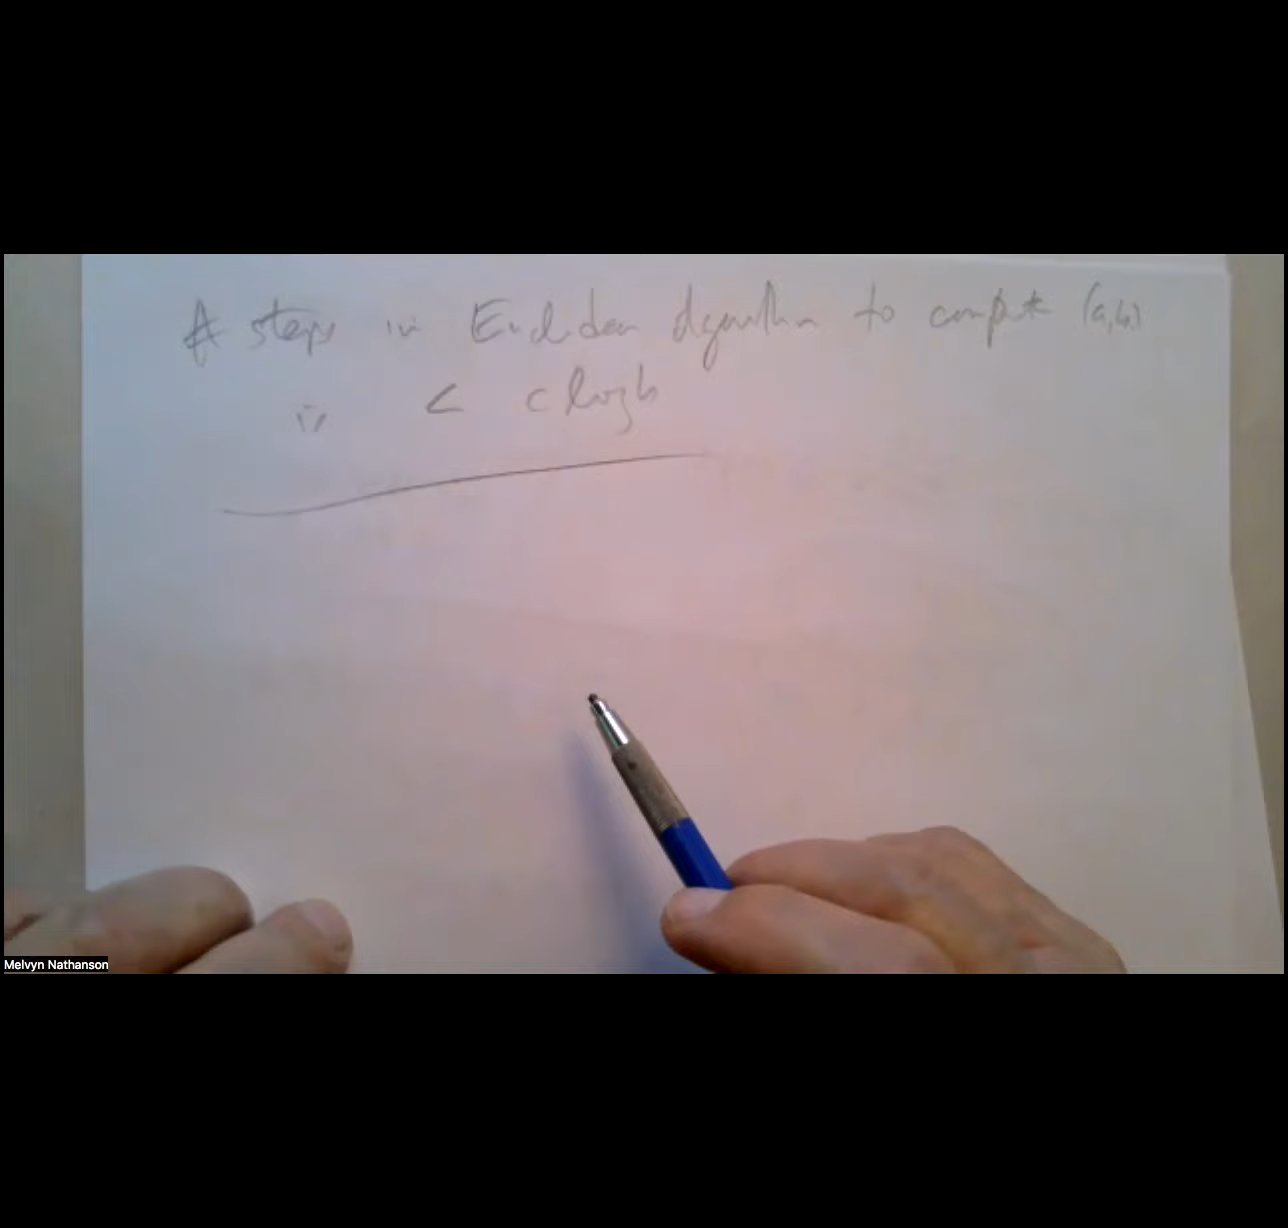 # steps in Euclidean algorithm to compute (a,b)
is < c log b
Melvyn Nathanson